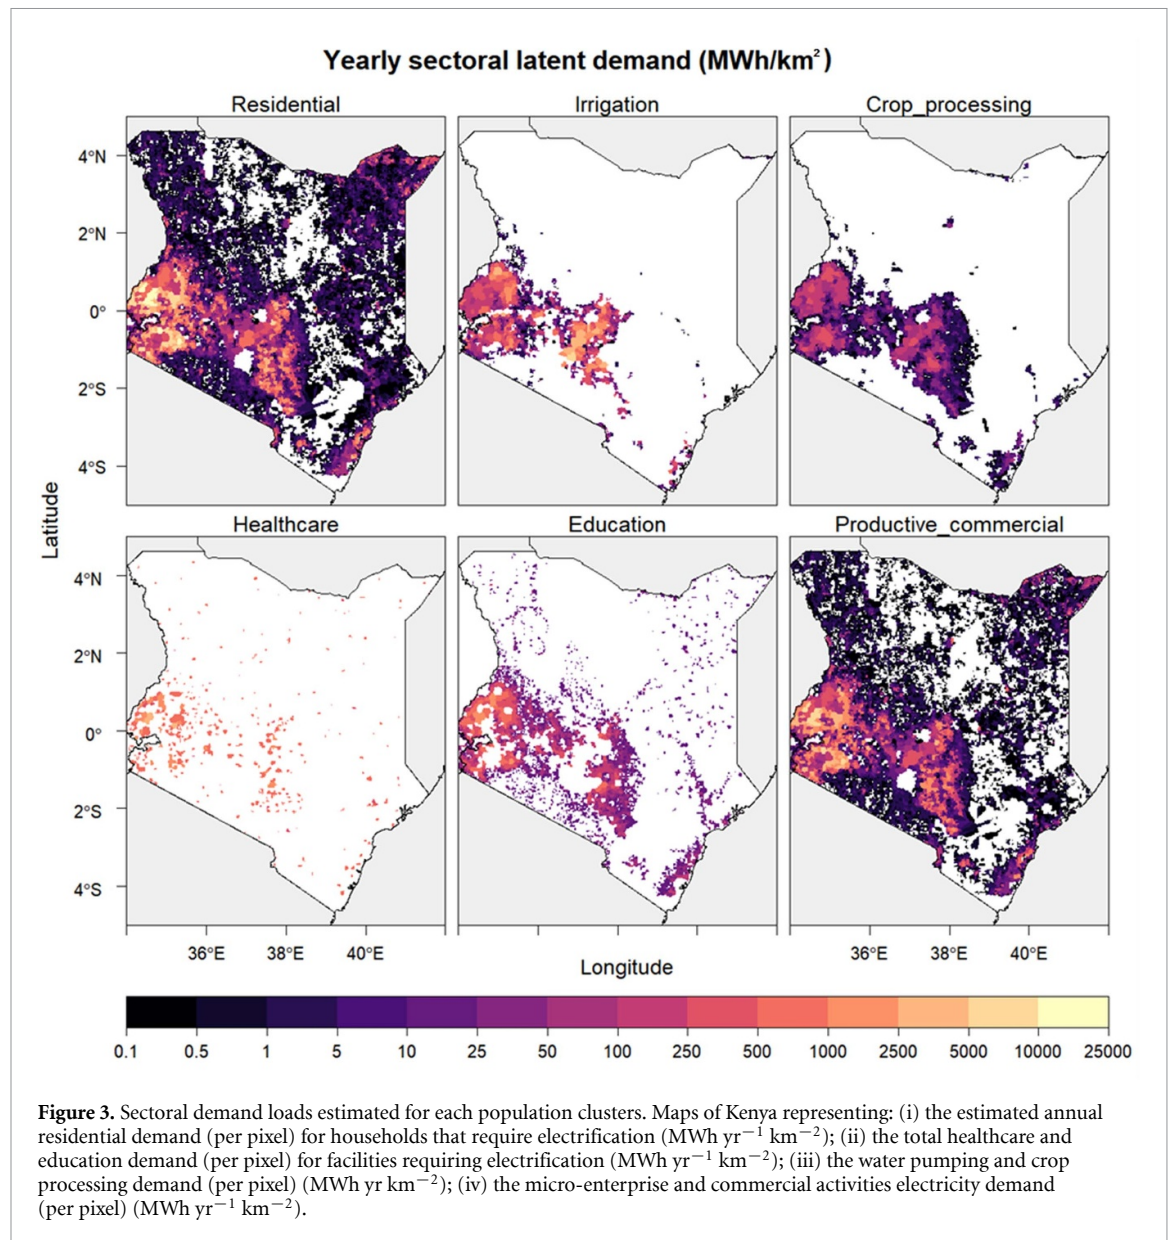 Yearly sectoral latent demand (MWh/km²)
Residential
Irrigation
Crop_processing
4°N
2°N
0°
2°S
4°S
Latitude
Healthcare
Education
Productive_commercial
4°N
2°N
0°
2°S
4°S
36°E
38°E
40°E
36°E
38°E
40°E
Longitude
0.1
0.5
1
5
10
25
50
100
250
500
1000
2500
5000
10000
25000
Figure 3. Sectoral demand loads estimated for each population clusters. Maps of Kenya representing: (i) the estimated annual
residential demand (per pixel) for households that require electrification (MWh yr⁻¹ km⁻²); (ii) the total healthcare and
education demand (per pixel) for facilities requiring electrification (MWh yr⁻¹ km⁻²); (iii) the water pumping and crop
processing demand (per pixel) (MWh yr km⁻²); (iv) the micro-enterprise and commercial activities electricity demand
(per pixel) (MWh yr⁻¹ km⁻²).